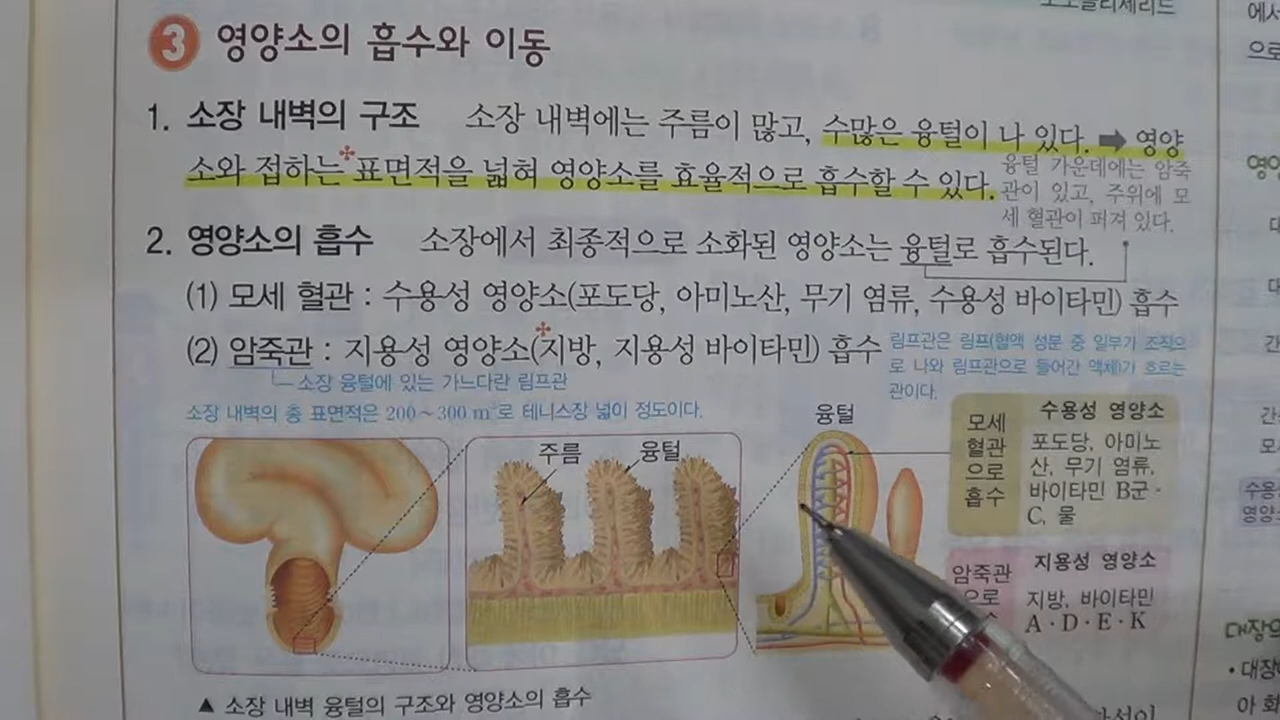 3 영양소의 흡수와 이동
1. 소장 내벽의 구조 소장 내벽에는 주름이 많고, 수많은 융털이 나 있다. ➡ 영양
소와 접하는 표면적을 넓혀 영양소를 효율적으로 흡수할 수 있다.
융털 가운데에는 암죽
관이 있고, 주위에 모
세 혈관이 퍼져 있다.
2. 영양소의 흡수 소장에서 최종적으로 소화된 영양소는 융털로 흡수된다.
(1) 모세 혈관 : 수용성 영양소(포도당, 아미노산, 무기 염류, 수용성 바이타민) 흡수
(2) 암죽관 : 지용성 영양소(지방, 지용성 바이타민) 흡수
림프관은 림프(혈액 성분 중 일부가 조직으
로 나와 림프관으로 들어간 액체)가 흐르는
관이다.
소장 융털에 있는 가느다란 림프관
소장 내벽의 총 표면적은 200~300 m²로 테니스장 넓이 정도이다.
주름
융털
융털
모세
혈관
으로
흡수
수용성 영양소
포도당, 아미노
산, 무기 염류,
바이타민 B군·
C, 물
암죽관
으로
지용성 영양소
지방, 바이타민
A·D·E·K
▲ 소장 내벽 융털의 구조와 영양소의 흡수
에서
으로